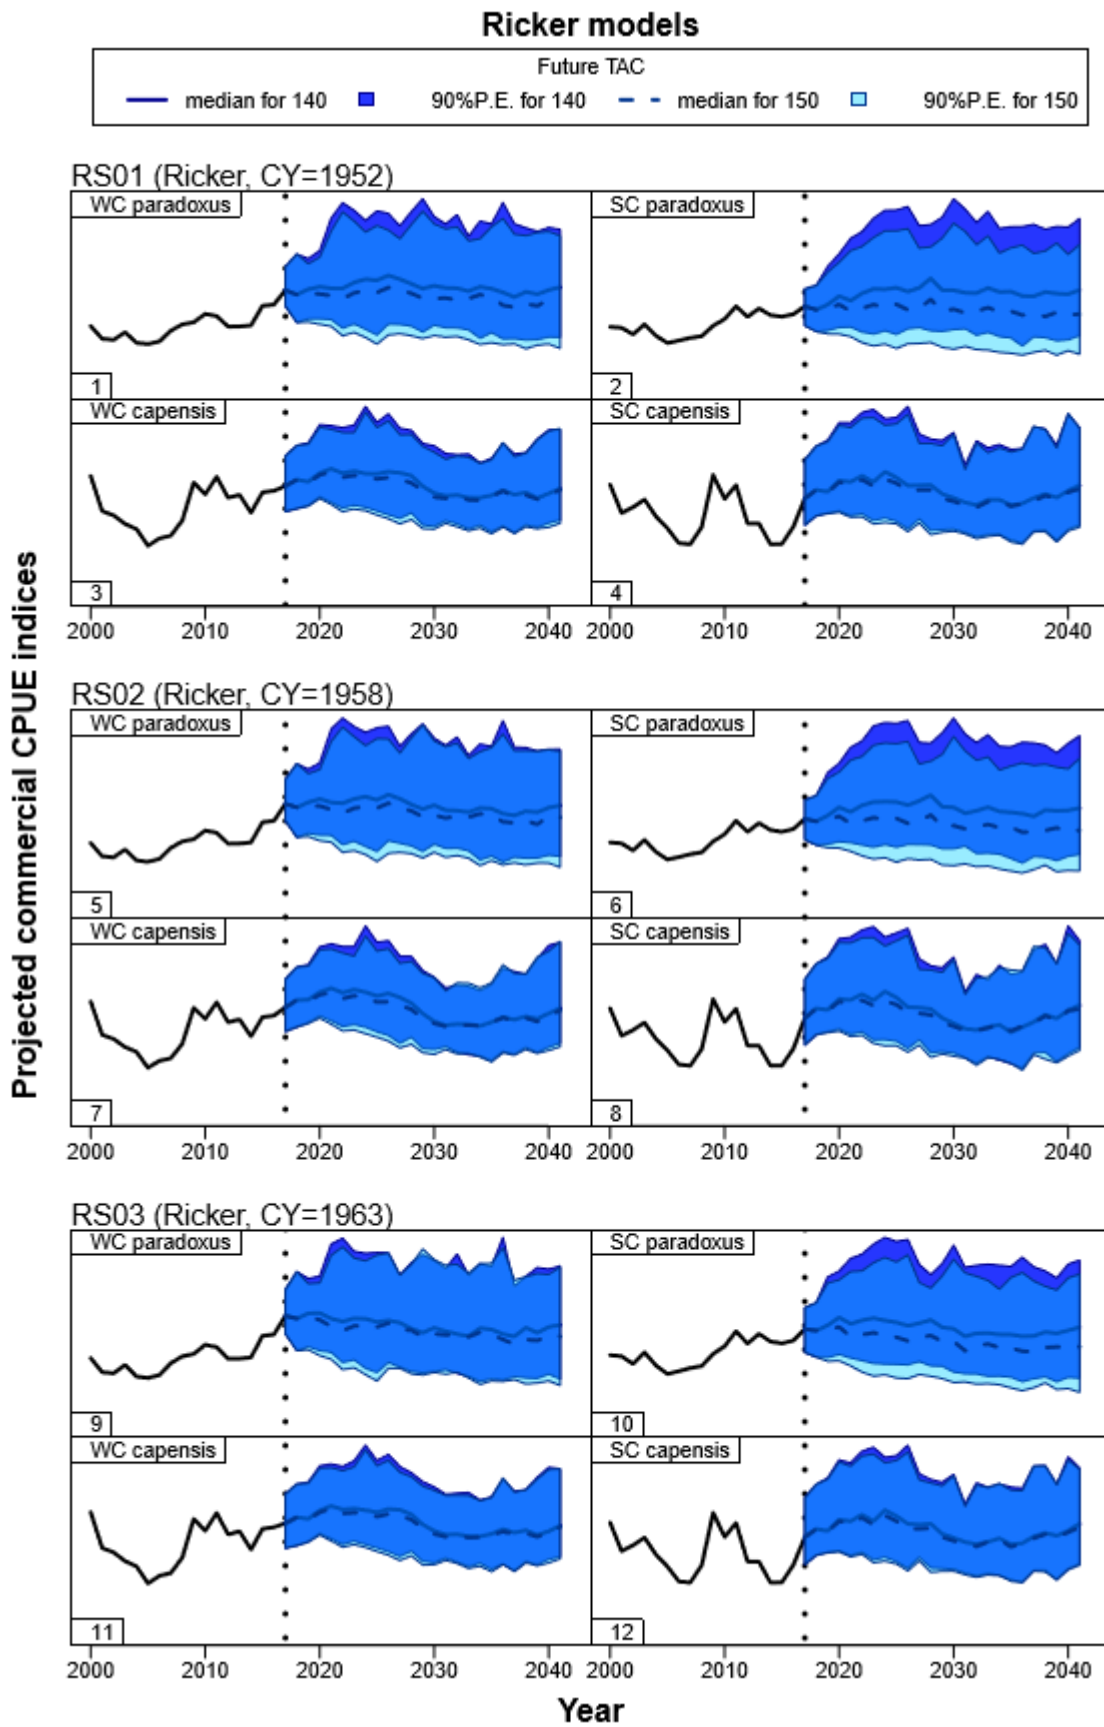 Ricker models
Future TAC
median for 140 90%P.E. for 140 median for 150 90%P.E. for 150
Projected commercial CPUE indices
RS01 (Ricker, CY=1952)
WC paradoxus SC paradoxus
1 2
WC capensis SC capensis
3 4
2000 2010 2020 2030 2040 2000 2010 2020 2030 2040
RS02 (Ricker, CY=1958)
WC paradoxus SC paradoxus
5 6
WC capensis SC capensis
7 8
2000 2010 2020 2030 2040 2000 2010 2020 2030 2040
RS03 (Ricker, CY=1963)
WC paradoxus SC paradoxus
9 10
WC capensis SC capensis
11 12
2000 2010 2020 2030 2040 2000 2010 2020 2030 2040
Year